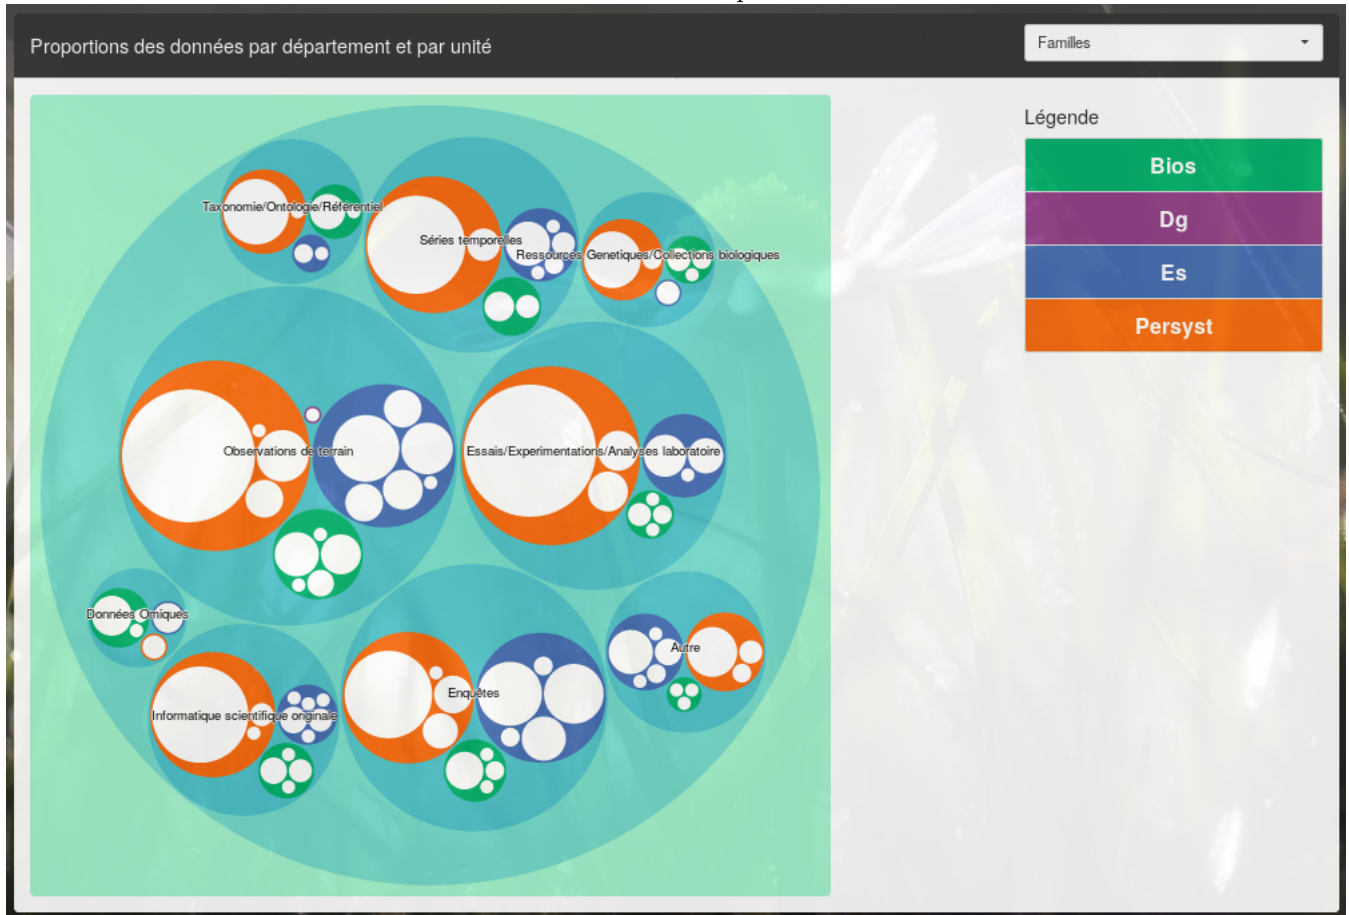 Proportions des données par département et par unité
Familles
Légende
Bios
Dg
Es
Persyst
Taxonomie/Ontologie/Référentiel
Séries temporelles
Ressources Genetiques/Collections biologiques
Observations de terrain
Essais/Experimentations/Analyses laboratoire
Données Omiques
Autre
Enquêtes
Informatique scientifique originale